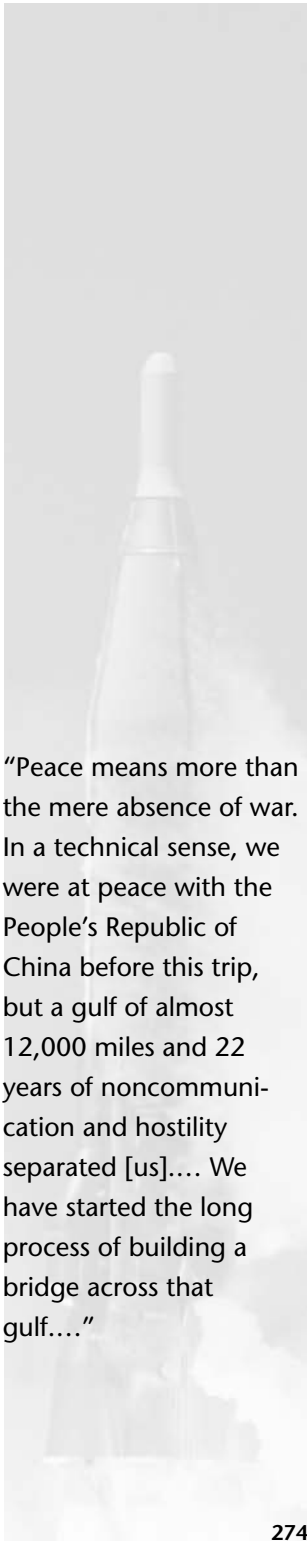 “Peace means more than
the mere absence of war.
In a technical sense, we
were at peace with the
People’s Republic of
China before this trip,
but a gulf of almost
12,000 miles and 22
years of noncommuni-
cation and hostility
separated [us].… We
have started the long
process of building a
bridge across that
gulf.…”
274